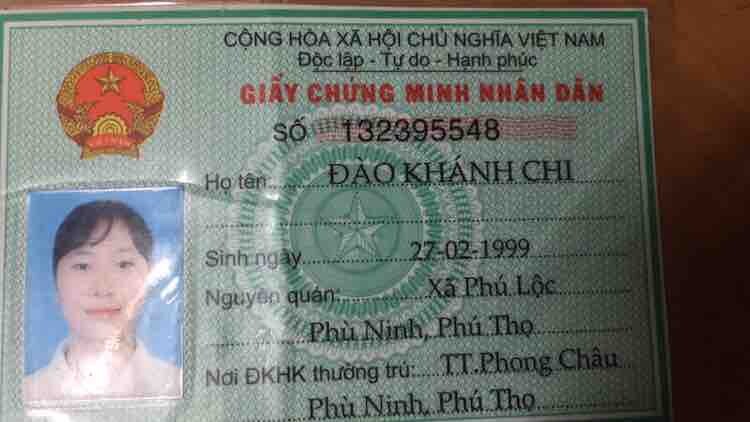 CỘNG HÒA XÃ HỘI CHỦ NGHĨA VIỆT NAM
Độc lập - Tự do - Hạnh phúc
GIẤY CHỨNG MINH NHÂN DÂN
SỐ 132395548
Họ tên: ĐÀO KHÁNH CHI
Sinh ngày 27-02-1999
Nguyên quán: Xã Phú Lộc
Phù Ninh, Phú Thọ
Nơi ĐKHK thường trú: TT.Phong Châu
Phù Ninh, Phú Thọ